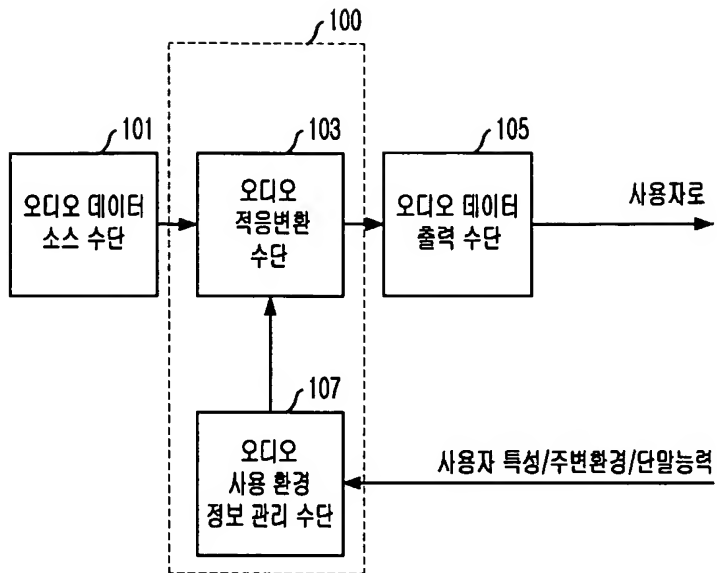 100
101
오디오 데이터
소스 수단
103
오디오
적응변환
수단
105
오디오 데이터
출력 수단
사용자로
107
오디오
사용 환경
정보 관리 수단
사용자 특성/주변환경/단말능력